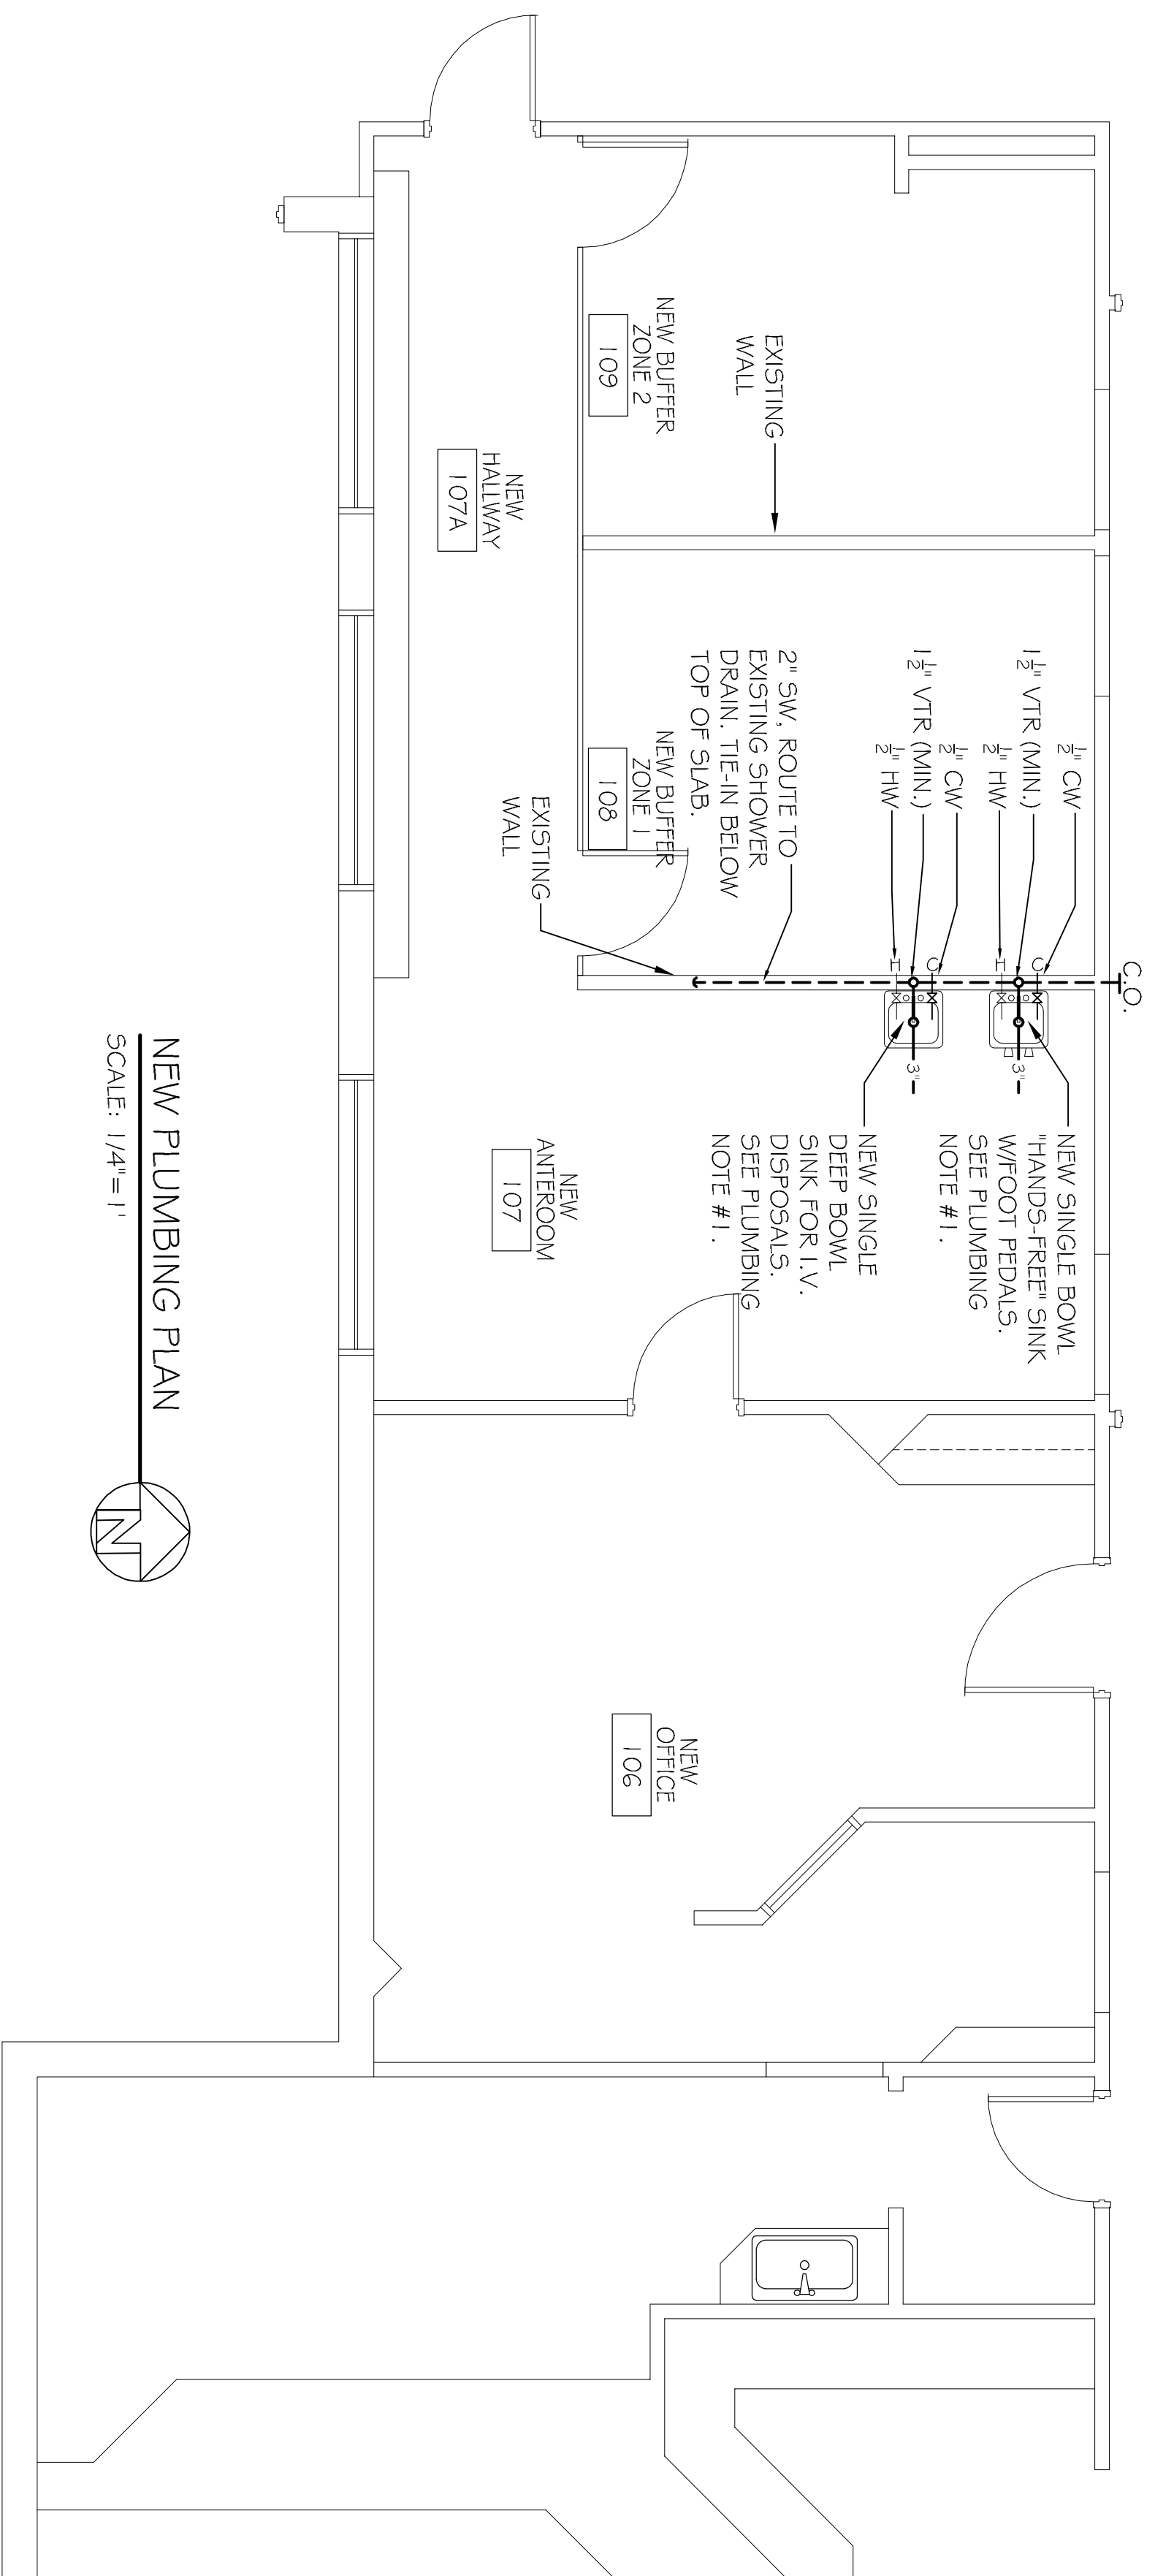 C.O.
1/2" CW
1 1/2" VTR (MIN.)
1/2" HW
1/2" CW
1 1/2" VTR (MIN.)
1/2" HW
2" SW, ROUTE TO
EXISTING SHOWER
DRAIN. TIE-IN BELOW
TOP OF SLAB.
EXISTING
WALL
NEW BUFFER
ZONE 2
109
NEW
HALLWAY
107A
NEW BUFFER
ZONE 1
108
EXISTING
WALL
C
H
C
H
3"
3"
NEW SINGLE BOWL
"HANDS-FREE" SINK
W/FOOT PEDALS.
SEE PLUMBING
NOTE #1.
NEW SINGLE
DEEP BOWL
SINK FOR I.V.
DISPOSALS.
SEE PLUMBING
NOTE #1.
NEW
ANTEROOM
107
NEW
OFFICE
106
NEW PLUMBING PLAN
SCALE: 1/4"=1'
N